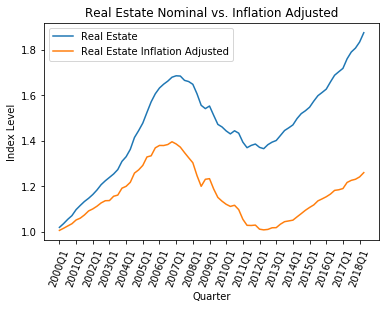 Real Estate Nominal vs. Inflation Adjusted
Real Estate
Real Estate Inflation Adjusted
Index Level
1.8
1.6
1.4
1.2
1.0
2000Q1
2001Q1
2002Q1
2003Q1
2004Q1
2005Q1
2006Q1
2007Q1
2008Q1
2009Q1
2010Q1
2011Q1
2012Q1
2013Q1
2014Q1
2015Q1
2016Q1
2017Q1
2018Q1
Quarter